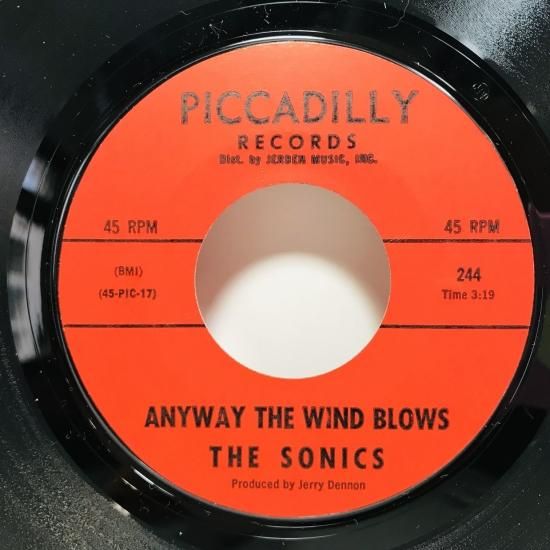 PICCADILLY
RECORDS
Dist. by JERDEN MUSIC, INC.
45 RPM
45 RPM
(BMI)
244
(45-PIC-17)
Time 3:19
ANYWAY THE WIND BLOWS
THE SONICS
Produced by Jerry Dennon